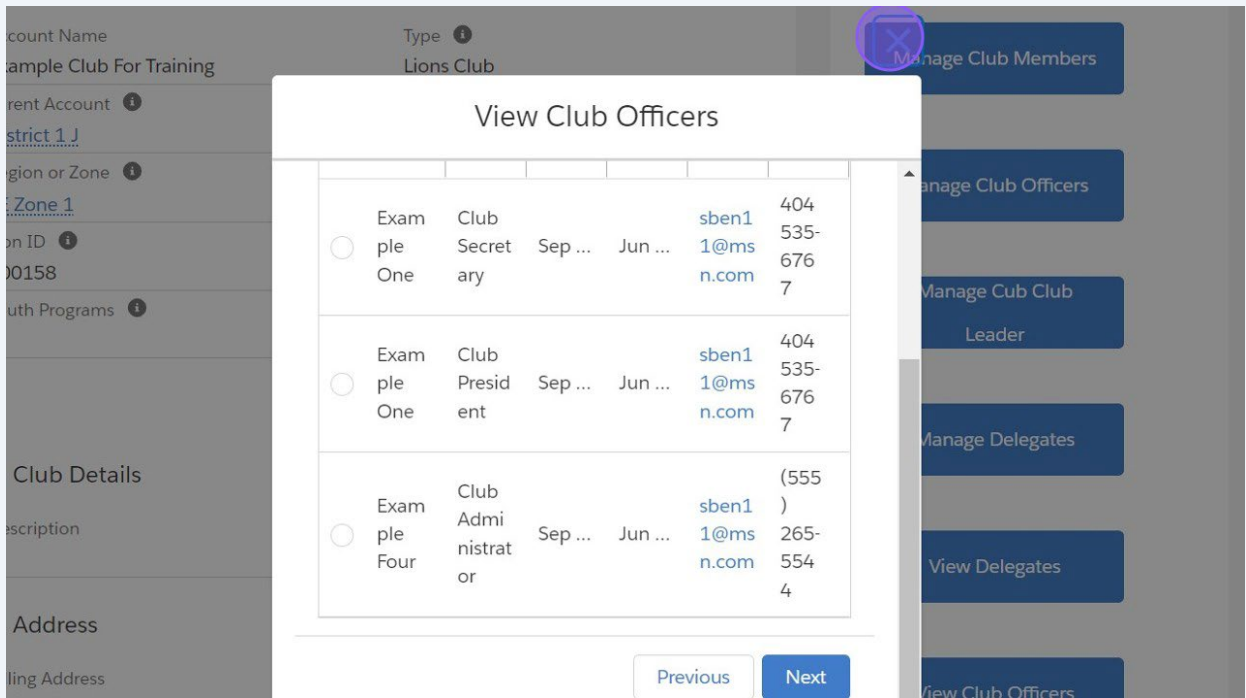 ccount Name
Type
ample Club For Training
Lions Club
rent Account
strict 1 J
gion or Zone
E Zone 1
on ID
00158
uth Programs
Club Details
escription
Address
ling Address
View Club Officers
Exam
ple
One
Club
Secret
ary
Sep ...
Jun ...
sben1
1@ms
n.com
404
535-
676
7
Exam
ple
One
Club
Presid
ent
Sep ...
Jun ...
sben1
1@ms
n.com
404
535-
676
7
Exam
ple
Four
Club
Admi
nistrat
or
Sep ...
Jun ...
sben1
1@ms
n.com
(555
)
265-
554
4
Previous
Next
Manage Club Members
anage Club Officers
Manage Cub Club
Leader
Manage Delegates
View Delegates
View Club Officers